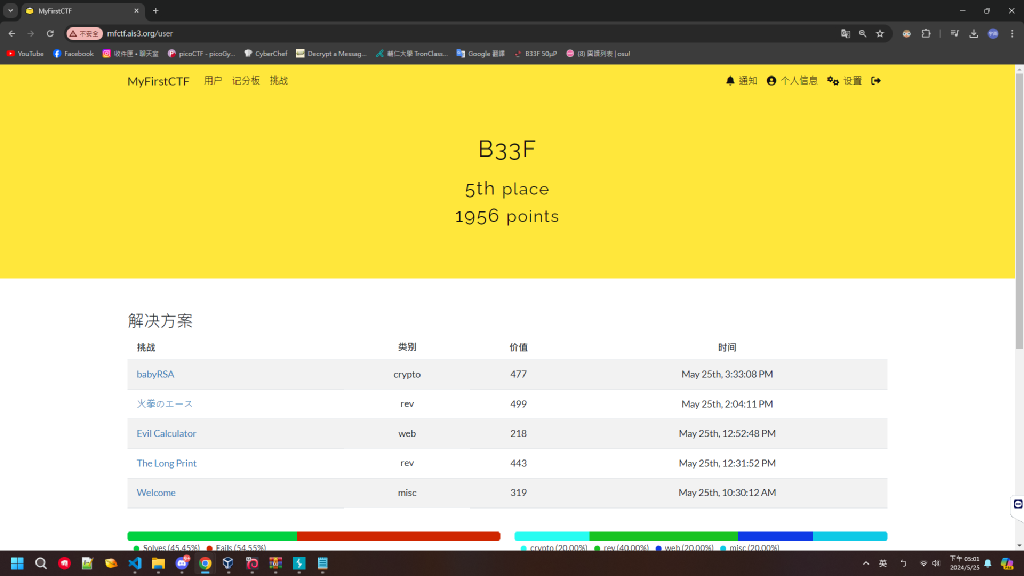 MyFirstCTF
不安全 mfctf.ais3.org/user
YouTube Facebook 收件匣 • 聊天室 picoCTF - picoGy... CyberChef Decrypt a Messag... 輔仁大學 TronClass... Google 翻譯 B33F 50µP (8) 圖譜列表 | osu!
MyFirstCTF 用户 记分板 挑战 通知 个人信息 设置
B33F
5th place
1956 points
解决方案
挑战 类别 价值 时间
babyRSA crypto 477 May 25th, 3:33:08 PM
火拳のエース rev 499 May 25th, 2:04:11 PM
Evil Calculator web 218 May 25th, 12:52:48 PM
The Long Print rev 443 May 25th, 12:31:52 PM
Welcome misc 319 May 25th, 10:30:12 AM
Solves (45.45%) Fails (54.55%) crypto (20.00%) rev (40.00%) web (20.00%) misc (20.00%)
英 下午 05:01
2024/5/25